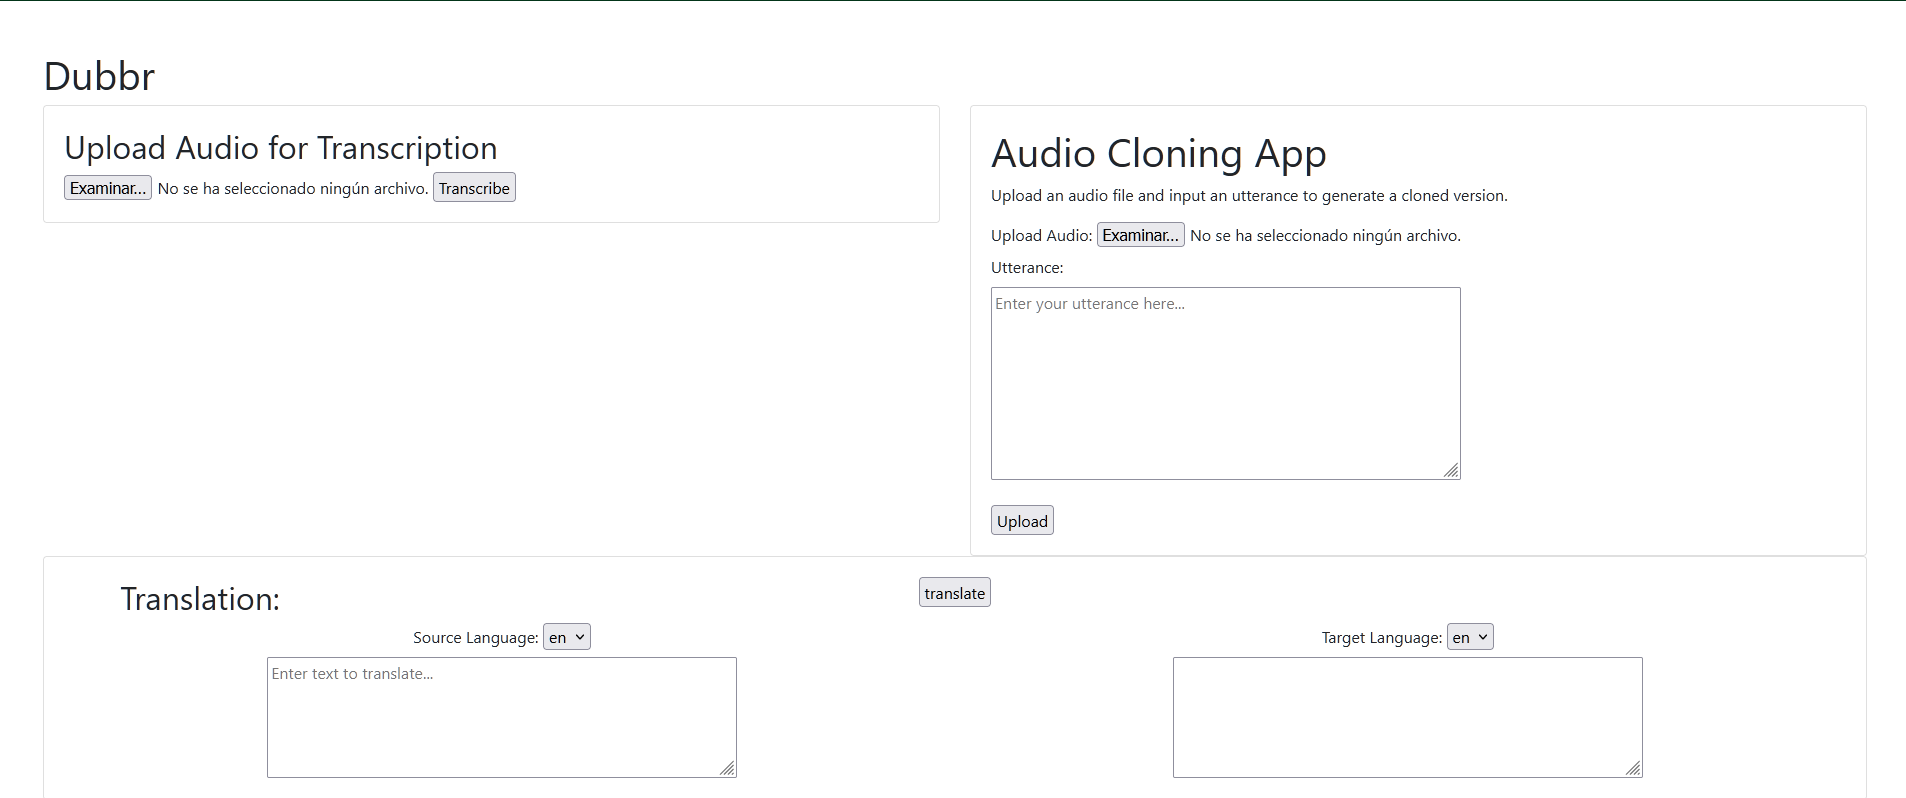 Dubbr
Upload Audio for Transcription
Examinar... No se ha seleccionado ningún archivo. Transcribe
Audio Cloning App
Upload an audio file and input an utterance to generate a cloned version.
Upload Audio: Examinar... No se ha seleccionado ningún archivo.
Utterance:
Enter your utterance here...
Upload
Translation:
translate
Source Language: en
Enter text to translate...
Target Language: en